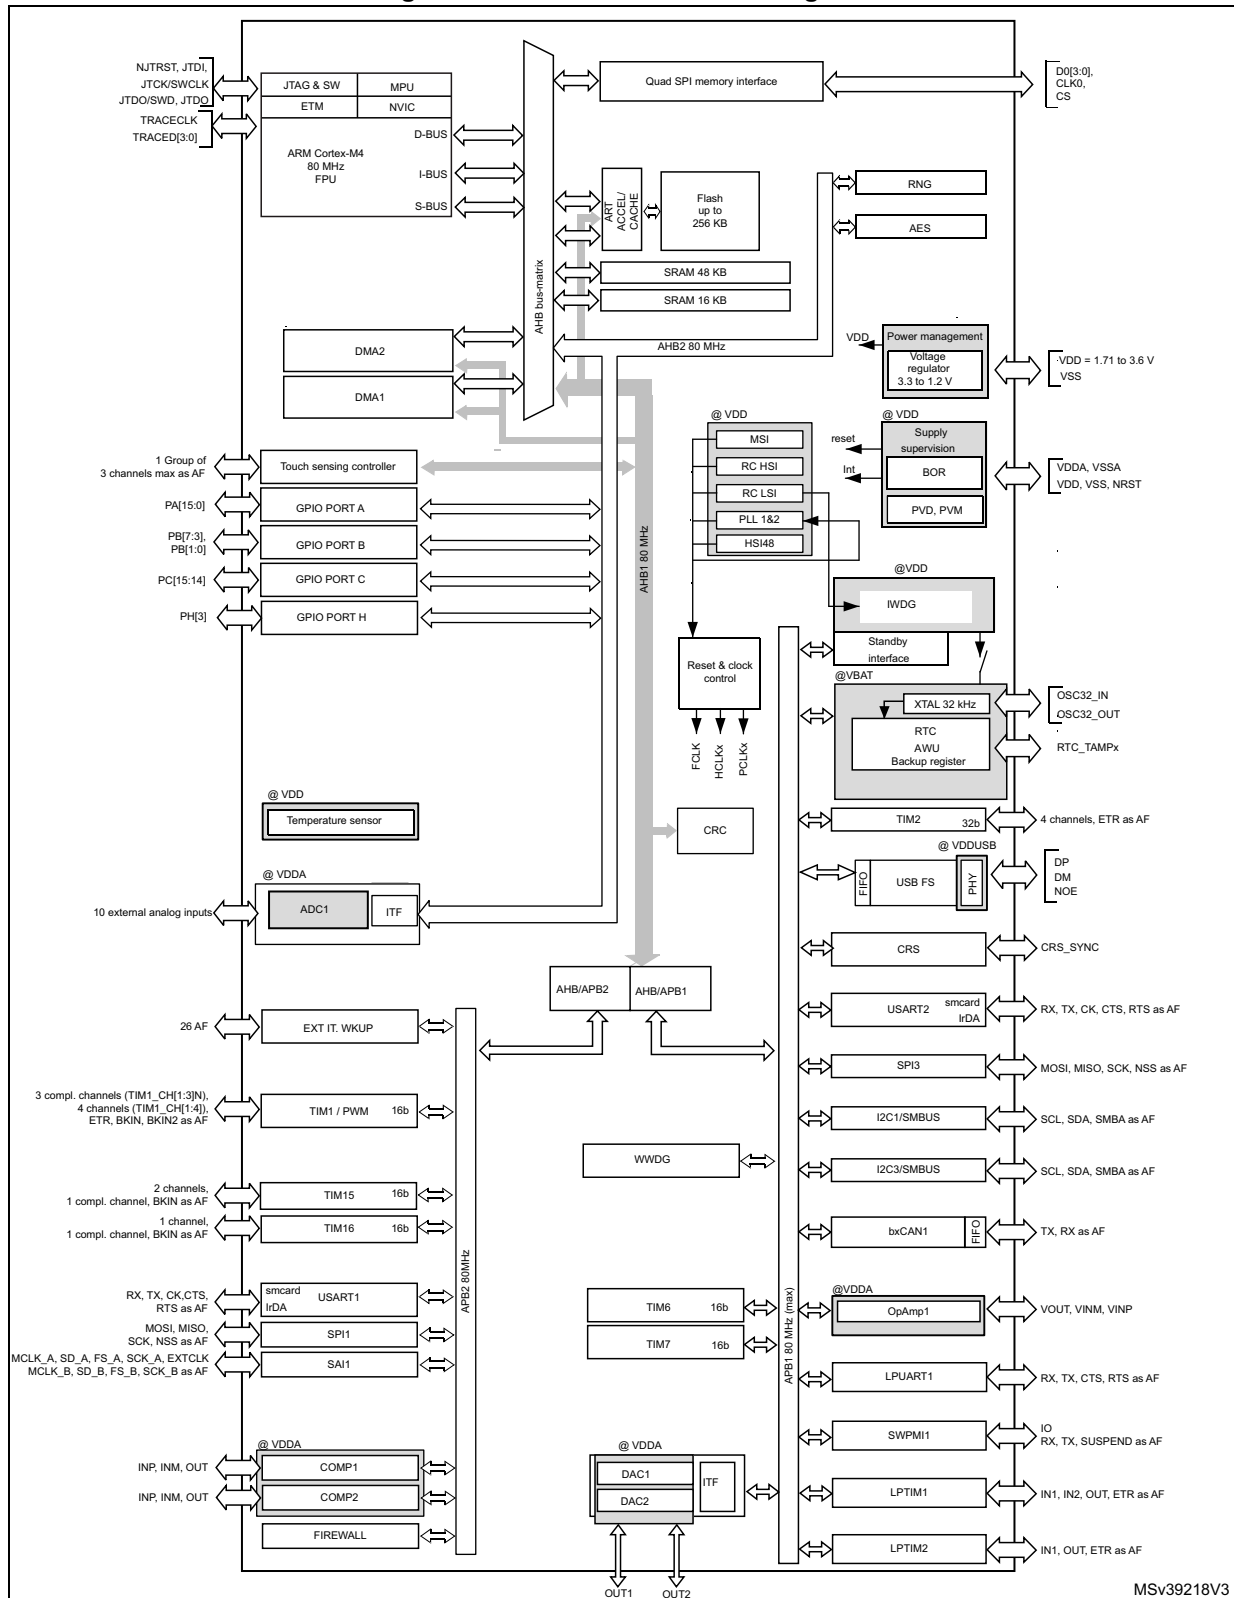 NJTRST, JTDI,
JTCK/SWCLK
JTDO/SWD, JTDO
TRACECLK
TRACED[3:0]
JTAG & SW
MPU
ETM
NVIC
ARM Cortex-M4
80 MHz
FPU
D-BUS
I-BUS
S-BUS
AHB bus-matrix
Quad SPI memory interface
D0[3:0],
CLK0,
CS
ART
ACCEL/
CACHE
Flash
up to
256 KB
RNG
AES
SRAM 48 KB
SRAM 16 KB
AHB2 80 MHz
DMA2
DMA1
VDD
Power management
Voltage
regulator
3.3 to 1.2 V
VDD = 1.71 to 3.6 V
VSS
@ VDD
MSI
RC HSI
RC LSI
PLL 1&2
HSI48
@ VDD
reset
Int
Supply
supervision
BOR
PVD, PVM
VDDA, VSSA
VDD, VSS, NRST
1 Group of
3 channels max as AF
Touch sensing controller
PA[15:0]
GPIO PORT A
PB[7:3],
PB[1:0]
GPIO PORT B
PC[15:14]
GPIO PORT C
PH[3]
GPIO PORT H
AHB1 80 MHz
@VDD
IWDG
Standby
interface
Reset & clock
control
FCLK
HCLKx
PCLKx
@VBAT
XTAL 32 kHz
RTC
AWU
Backup register
OSC32_IN
OSC32_OUT
RTC_TAMPx
@ VDD
Temperature sensor
CRC
TIM2
32b
4 channels, ETR as AF
@ VDDUSB
FIFO
USB FS
PHY
DP
DM
NOE
@ VDDA
10 external analog inputs
ADC1
ITF
CRS
CRS_SYNC
AHB/APB2
AHB/APB1
USART2
smcard
IrDA
RX, TX, CK, CTS, RTS as AF
26 AF
EXT IT. WKUP
SPI3
MOSI, MISO, SCK, NSS as AF
3 compl. channels (TIM1_CH[1:3]N),
4 channels (TIM1_CH[1:4]),
ETR, BKIN, BKIN2 as AF
TIM1 / PWM
16b
I2C1/SMBUS
SCL, SDA, SMBA as AF
WWDG
I2C3/SMBUS
SCL, SDA, SMBA as AF
2 channels,
1 compl. channel, BKIN as AF
TIM15
16b
1 channel,
1 compl. channel, BKIN as AF
TIM16
16b
bxCAN1
FIFO
TX, RX as AF
APB2 80MHz
APB1 80 MHz (max)
RX, TX, CK,CTS,
RTS as AF
smcard
IrDA
USART1
TIM6
16b
@VDDA
OpAmp1
VOUT, VINM, VINP
MOSI, MISO,
SCK, NSS as AF
SPI1
TIM7
16b
MCLK_A, SD_A, FS_A, SCK_A, EXTCLK
MCLK_B, SD_B, FS_B, SCK_B as AF
SAI1
LPUART1
RX, TX, CTS, RTS as AF
SWPMI1
IO
RX, TX, SUSPEND as AF
@ VDDA
INP, INM, OUT
COMP1
INP, INM, OUT
COMP2
FIREWALL
@ VDDA
DAC1
DAC2
ITF
OUT1
OUT2
LPTIM1
IN1, IN2, OUT, ETR as AF
LPTIM2
IN1, OUT, ETR as AF
MSv39218V3